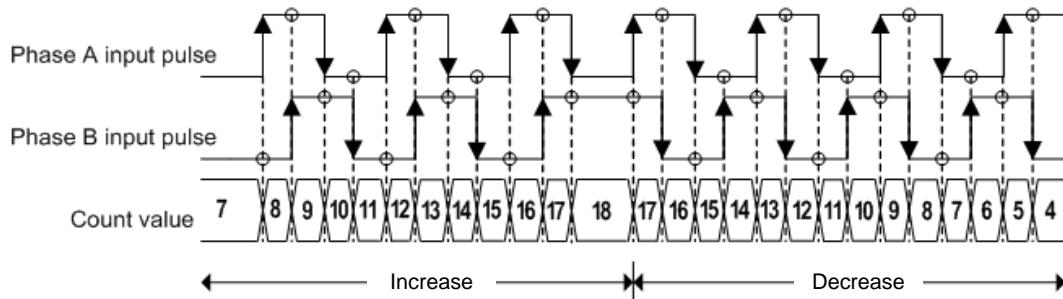 Phase A input pulse
Phase B input pulse
Count value 7 8 9 10 11 12 13 14 15 16 17 18 17 16 15 14 13 12 11 10 9 8 7 6 5 4
Increase Decrease